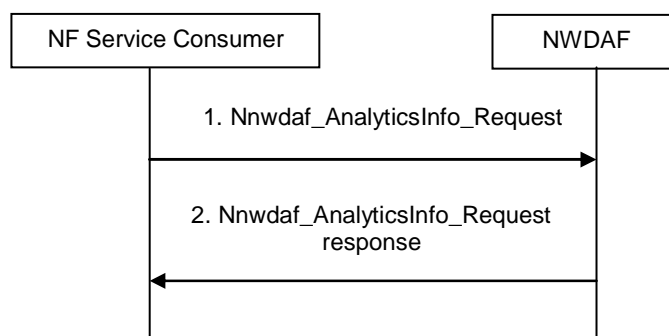 NF Service Consumer
NWDAF
1. Nnwdaf_AnalyticsInfo_Request
2. Nnwdaf_AnalyticsInfo_Request
response